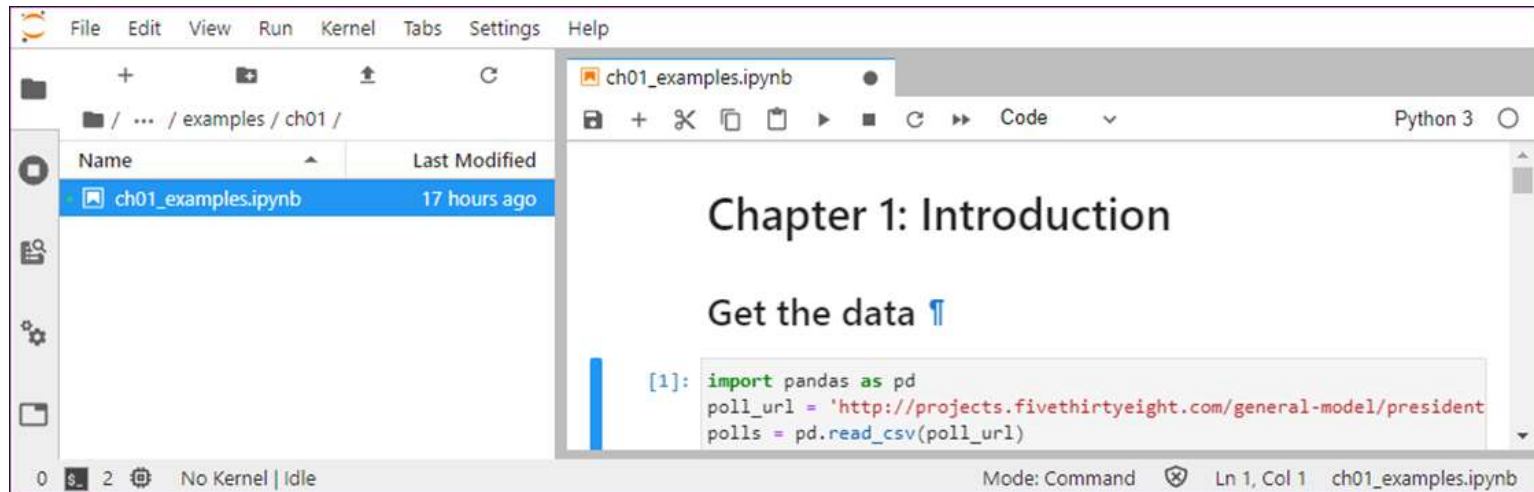 File Edit View Run Kernel Tabs Settings Help
/ ··· / examples / ch01 /
Name Last Modified
ch01_examples.ipynb 17 hours ago
ch01_examples.ipynb
Code Python 3
Chapter 1: Introduction
Get the data ¶
[1]: import pandas as pd
poll_url = 'http://projects.fivethirtyeight.com/general-model/president
polls = pd.read_csv(poll_url)
0 $_ 2 No Kernel | Idle Mode: Command Ln 1, Col 1 ch01_examples.ipynb